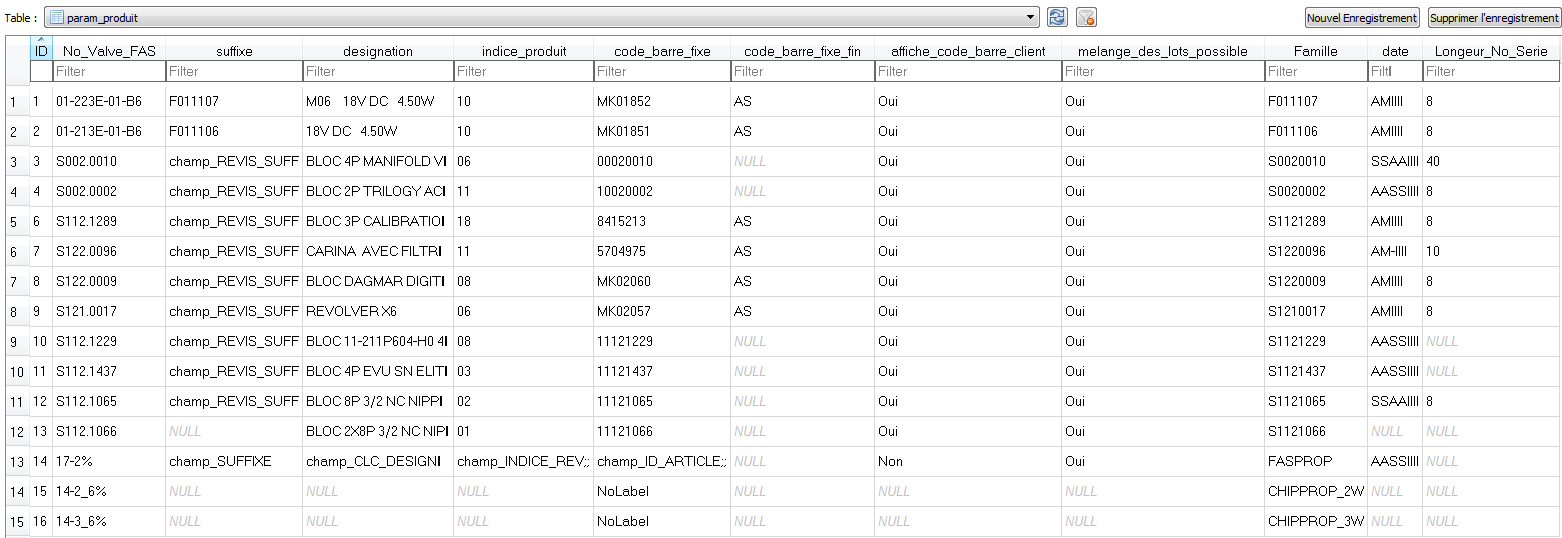 Table : param_produit Nouvel Enregistrement Supprimer l'enregistrement
ID No_Valve_FAS suffixe designation indice_produit code_barre_fixe code_barre_fixe_fin affiche_code_barre_client melange_des_lots_possible Famille date Longeur_No_Serie
Filter Filter Filter Filter Filter Filter Filter Filter Filter Filt Filter
1 1 01-223E-01-B6 F011107 M06 18V DC 4.50W 10 MK01852 AS Oui Oui F011107 AMIIII 8
2 2 01-213E-01-B6 F011106 18V DC 4.50W 10 MK01851 AS Oui Oui F011106 AMIIII 8
3 3 S002.0010 champ_REVIS_SUFF BLOC 4P MANIFOLD VI 06 00020010 NULL Oui Oui S0020010 SSAAIIII 40
4 4 S002.0002 champ_REVIS_SUFF BLOC 2P TRILOGY ACI 11 10020002 NULL Oui Oui S0020002 AASSIIII 8
5 6 S112.1289 champ_REVIS_SUFF BLOC 3P CALIBRATIOI 18 8415213 AS Oui Oui S1121289 AMIIII 8
6 7 S122.0096 champ_REVIS_SUFF CARINA AVEC FILTRI 11 5704975 AS Oui Oui S1220096 AM-IIII 10
7 8 S122.0009 champ_REVIS_SUFF BLOC DAGMAR DIGITI 08 MK02060 AS Oui Oui S1220009 AMIIII 8
8 9 S121.0017 champ_REVIS_SUFF REVOLVER X6 06 MK02057 AS Oui Oui S1210017 AMIIII 8
9 10 S112.1229 champ_REVIS_SUFF BLOC 11-211P604-H0 4I 08 11121229 NULL Oui Oui S1121229 AASSIIII NULL
10 11 S112.1437 champ_REVIS_SUFF BLOC 4P EVU SN ELITI 03 11121437 NULL Oui Oui S1121437 AASSIIII NULL
11 12 S112.1065 champ_REVIS_SUFF BLOC 8P 3/2 NC NIPPI 02 11121065 NULL Oui Oui S1121065 SSAAIIII 8
12 13 S112.1066 NULL BLOC 2X8P 3/2 NC NIPI 01 11121066 NULL Oui Oui S1121066 NULL NULL
13 14 17-2% champ_SUFFIXE champ_CLC_DESIGNI champ_INDICE_REV;; champ_ID_ARTICLE;; NULL Non Oui FASPROP AASSIIII NULL
14 15 14-2_6% NULL NULL NULL NoLabel NULL NULL NULL CHIPPROP_2W NULL NULL
15 16 14-3_6% NULL NULL NULL NoLabel NULL NULL NULL CHIPPROP_3W NULL NULL